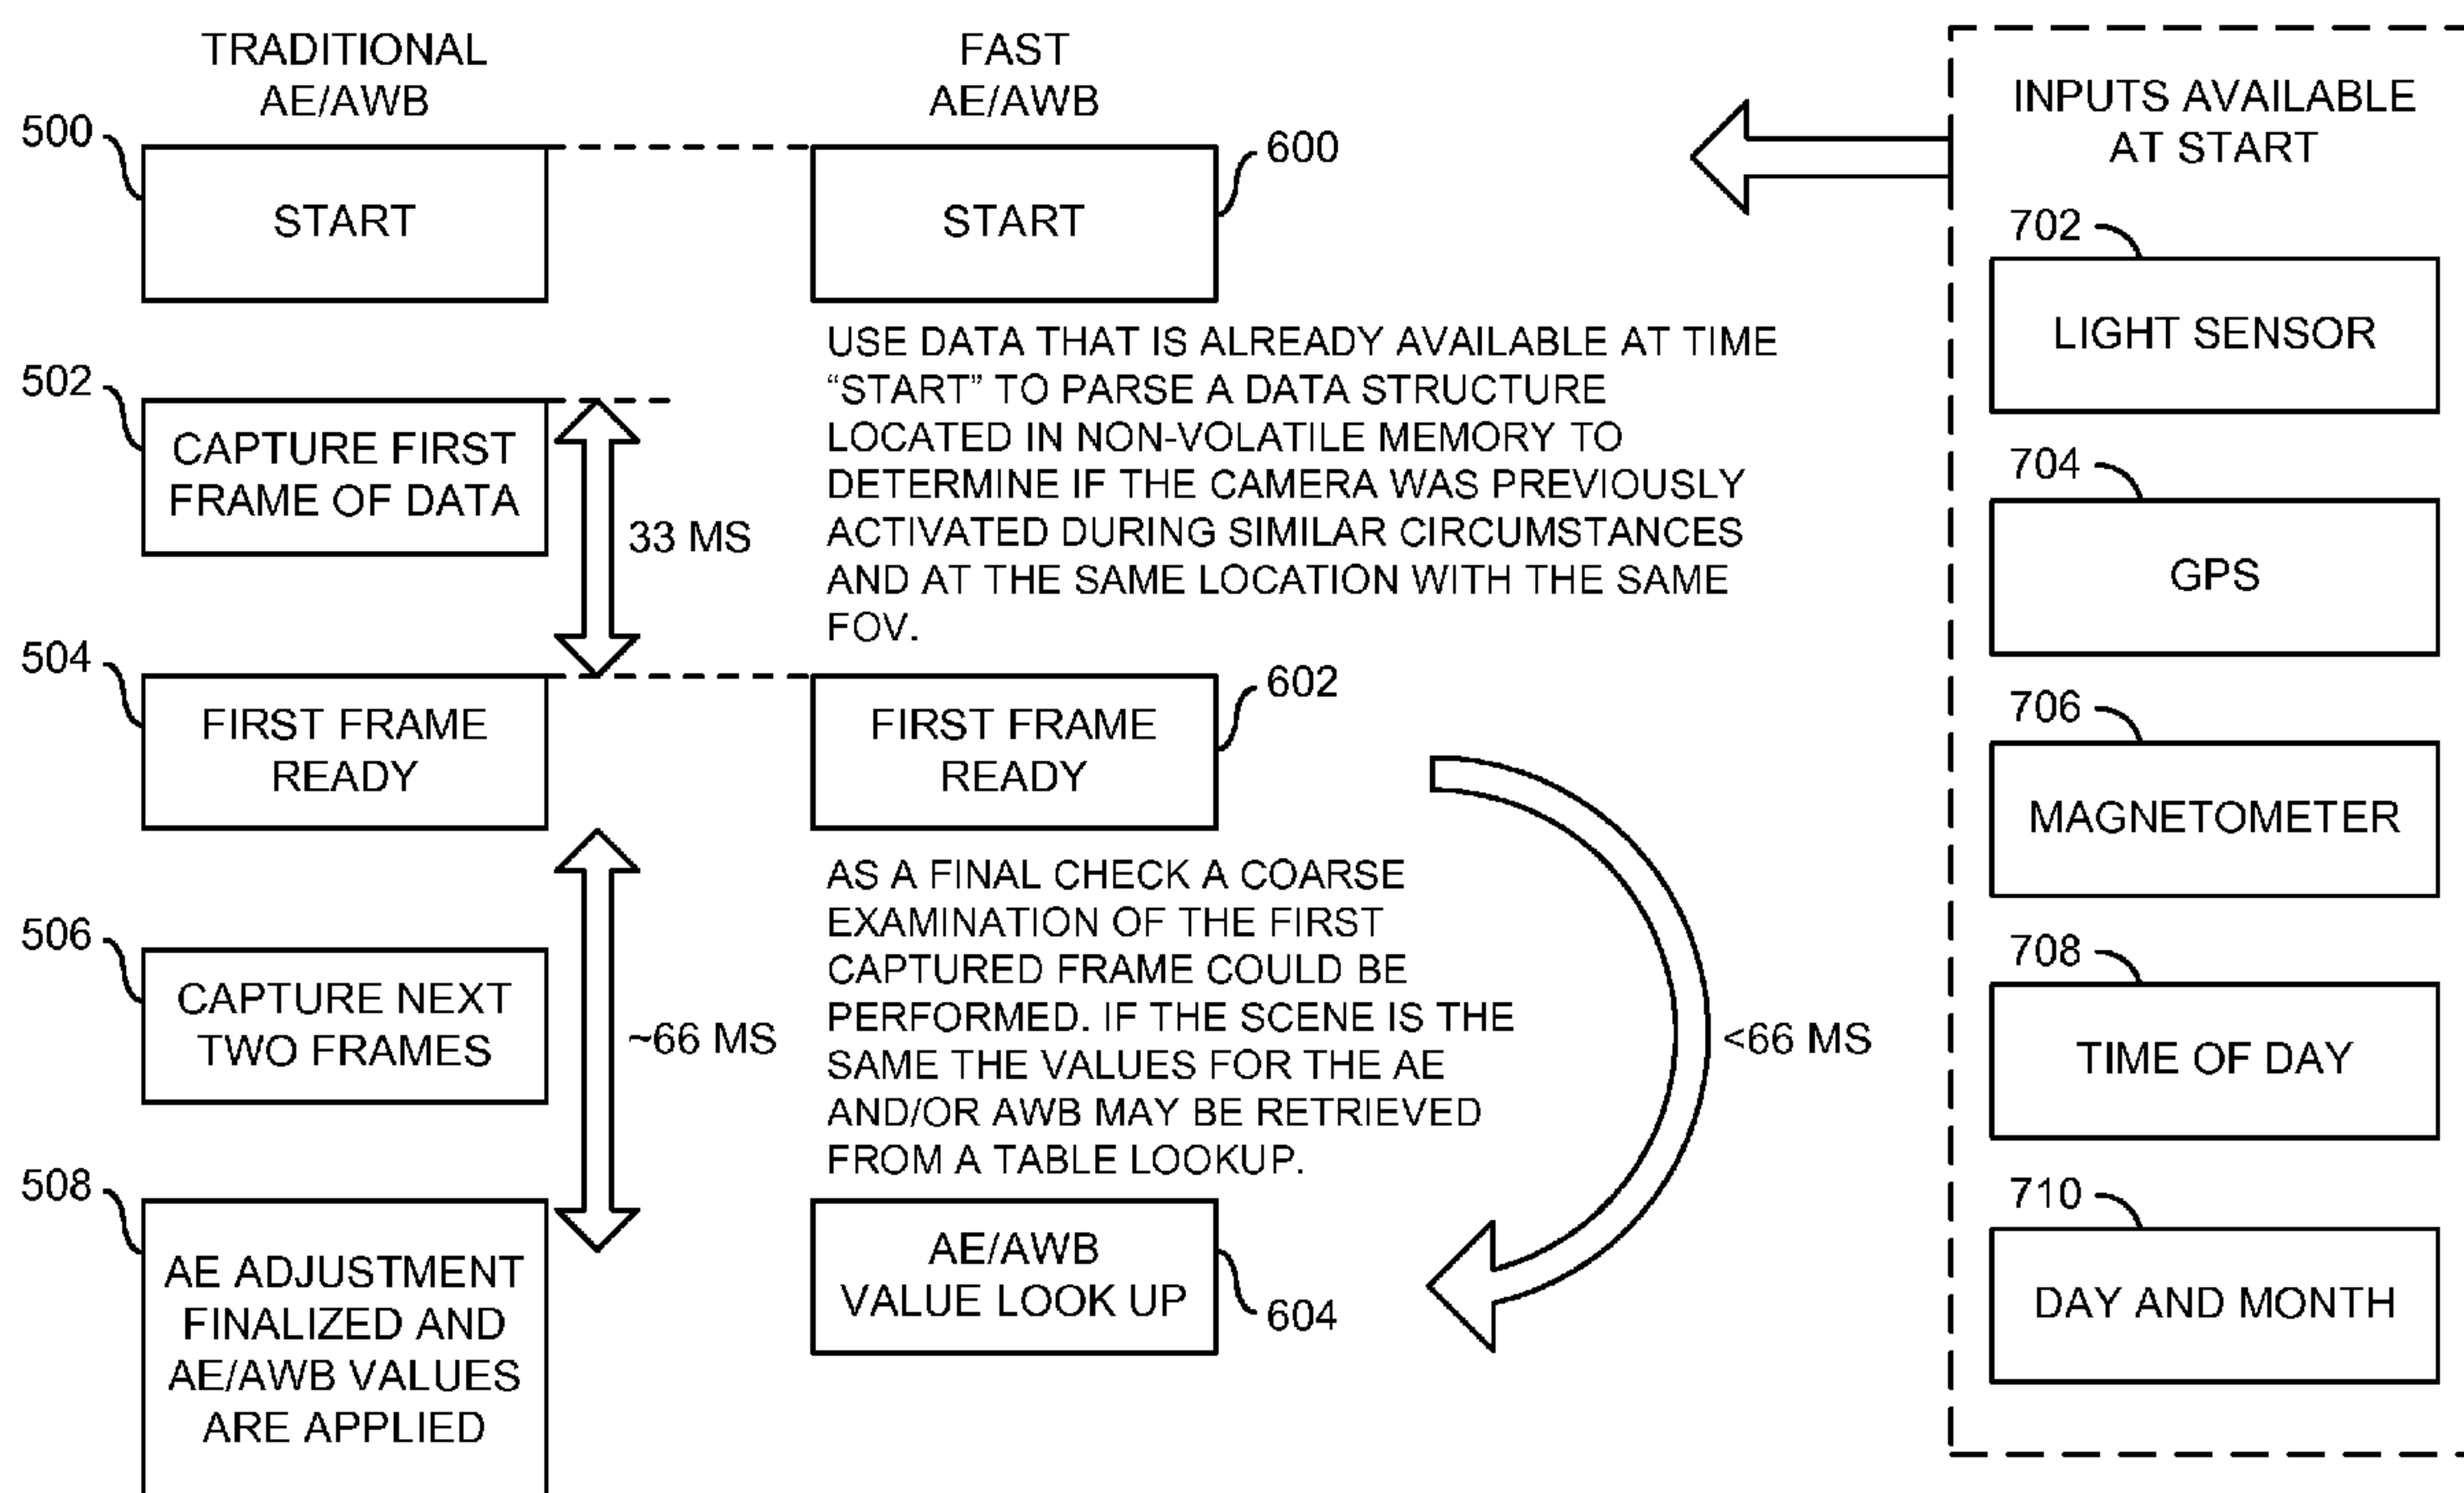 TRADITIONAL
AE/AWB
500
START
502
CAPTURE FIRST
FRAME OF DATA
33 MS
504
FIRST FRAME
READY
506
CAPTURE NEXT
TWO FRAMES
~66 MS
508
AE ADJUSTMENT
FINALIZED AND
AE/AWB VALUES
ARE APPLIED
FAST
AE/AWB
600
START
USE DATA THAT IS ALREADY AVAILABLE AT TIME
“START” TO PARSE A DATA STRUCTURE
LOCATED IN NON-VOLATILE MEMORY TO
DETERMINE IF THE CAMERA WAS PREVIOUSLY
ACTIVATED DURING SIMILAR CIRCUMSTANCES
AND AT THE SAME LOCATION WITH THE SAME
FOV.
602
FIRST FRAME
READY
AS A FINAL CHECK A COARSE
EXAMINATION OF THE FIRST
CAPTURED FRAME COULD BE
PERFORMED. IF THE SCENE IS THE
SAME THE VALUES FOR THE AE
AND/OR AWB MAY BE RETRIEVED
FROM A TABLE LOOKUP.
<66 MS
AE/AWB
VALUE LOOK UP
604
INPUTS AVAILABLE
AT START
702
LIGHT SENSOR
704
GPS
706
MAGNETOMETER
708
TIME OF DAY
710
DAY AND MONTH